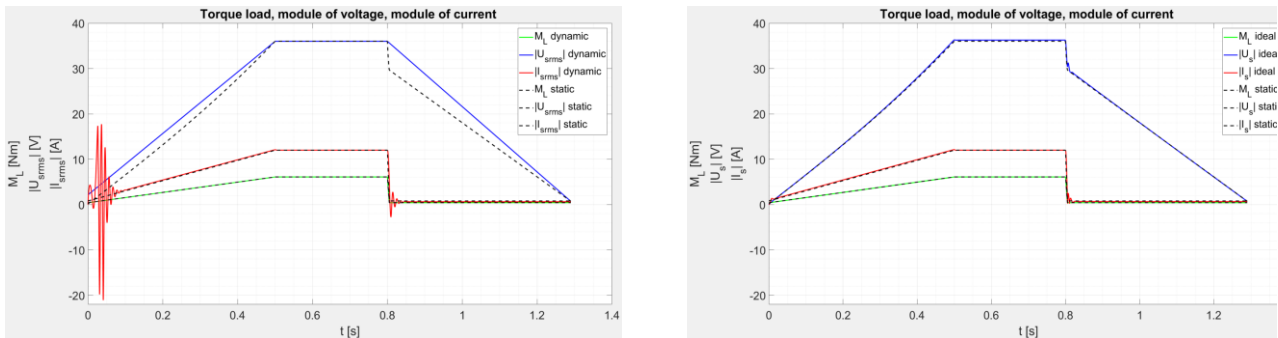 Torque load, module of voltage, module of current
40
30
20
10
0
-10
-20
M_L [Nm]
|U_srms| [V]
|I_srms| [A]
M_L dynamic
|U_srms| dynamic
|I_srms| dynamic
M_L static
|U_srms| static
|I_srms| static
0 0.2 0.4 0.6 0.8 1 1.2 1.4
t [s]
Torque load, module of voltage, module of current
40
30
20
10
0
-10
-20
M_L [Nm]
|U_s| [V]
|I_s| [A]
M_L ideal
|U_s| ideal
|I_s| ideal
M_L static
|U_s| static
|I_s| static
0 0.2 0.4 0.6 0.8 1 1.2
t [s]